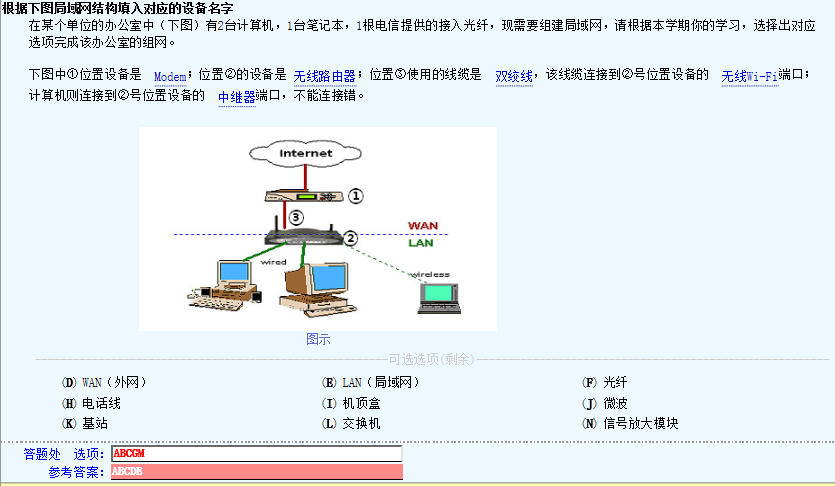 根据下图局域网结构填入对应的设备名字
在某个单位的办公室中（下图）有2台计算机，1台笔记本，1根电信提供的接入光纤，现需要组建局域网，请根据本学期你的学习，选择出对应
选项完成该办公室的组网。
下图中①位置设备是 Modem；位置②的设备是 无线路由器；位置③使用的线缆是 双绞线，该线缆连接到②号位置设备的 无线Wi-Fi端口；
计算机则连接到②号位置设备的 中继器端口，不能连接错。
Internet
①
③
WAN
②
LAN
wired
wireless
图示
可选选项(剩余)
(D) WAN（外网） (E) LAN（局域网） (F) 光纤
(H) 电话线 (I) 机顶盒 (J) 微波
(K) 基站 (L) 交换机 (N) 信号放大模块
答题处 选项: ABCGM
参考答案: ABCDE